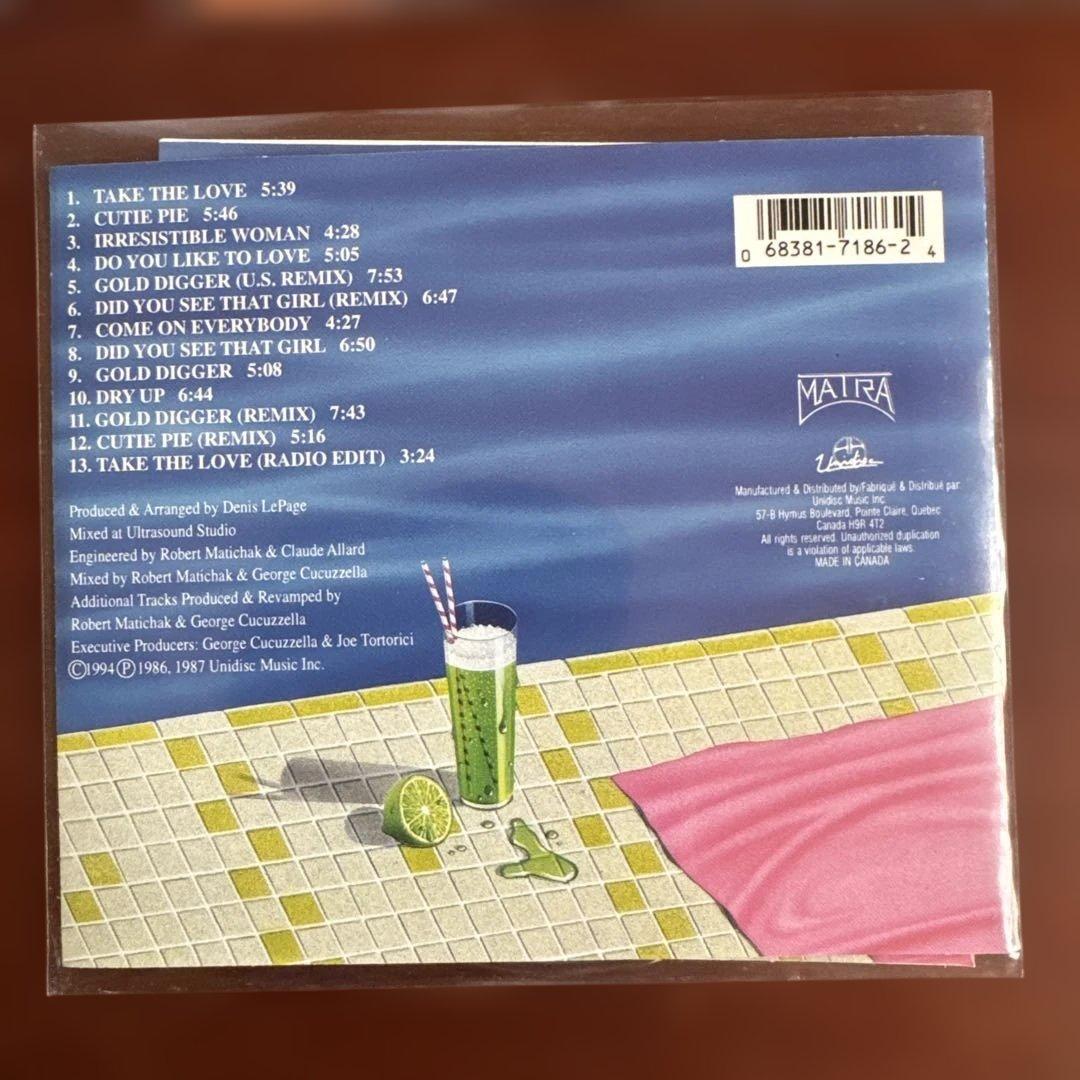 1. TAKE THE LOVE 5:39
2. CUTIE PIE 5:46
3. IRRESISTIBLE WOMAN 4:28
4. DO YOU LIKE TO LOVE 5:05
5. GOLD DIGGER (U.S. REMIX) 7:53
6. DID YOU SEE THAT GIRL (REMIX) 6:47
7. COME ON EVERYBODY 4:27
8. DID YOU SEE THAT GIRL 6:50
9. GOLD DIGGER 5:08
10. DRY UP 6:44
11. GOLD DIGGER (REMIX) 7:43
12. CUTIE PIE (REMIX) 5:16
13. TAKE THE LOVE (RADIO EDIT) 3:24
Produced & Arranged by Denis LePage
Mixed at Ultrasound Studio
Engineered by Robert Matichak & Claude Allard
Mixed by Robert Matichak & George Cucuzzella
Additional Tracks Produced & Revamped by
Robert Matichak & George Cucuzzella
Executive Producers: George Cucuzzella & Joe Tortorici
Ⓒ1994 Ⓟ 1986, 1987 Unidisc Music Inc.
0 68381-7186-2 4
MATRA
Unidisc
Manufactured & Distributed by/Fabriqué & Distribué par:
Unidisc Music Inc.
57-B Hymus Boulevard, Pointe Claire, Quebec
Canada H9R 4T2
All rights reserved. Unauthorized duplication
is a violation of applicable laws.
MADE IN CANADA